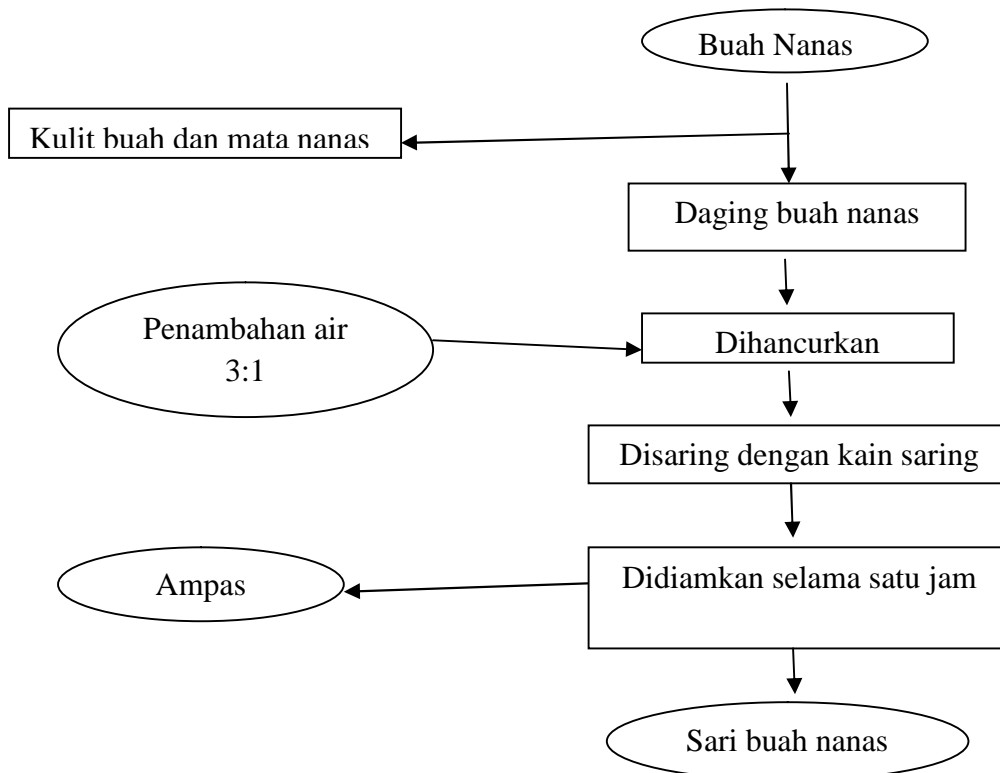 Buah Nanas
Kulit buah dan mata nanas
Daging buah nanas
Penambahan air
3:1
Dihancurkan
Disaring dengan kain saring
Didiamkan selama satu jam
Ampas
Sari buah nanas